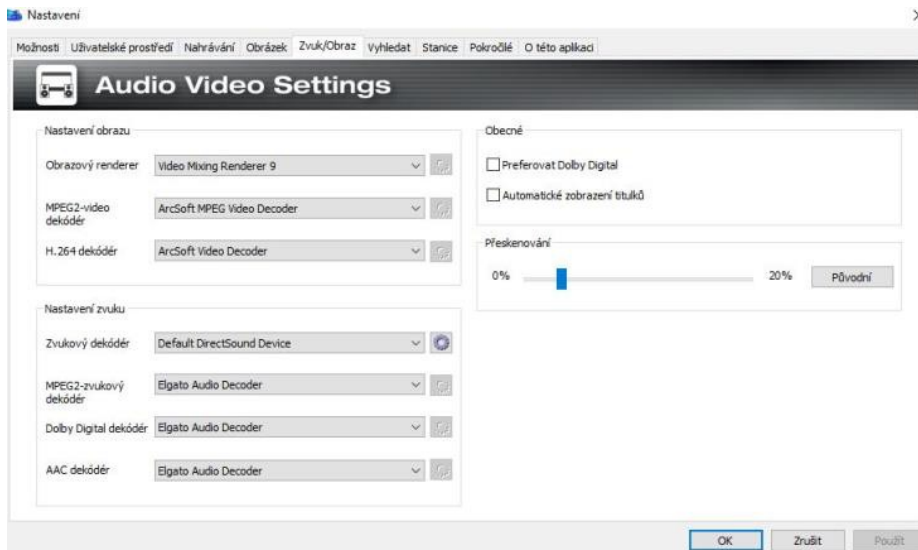 Nastavení
Možnosti Uživatelské prostředí Nahrávání Obrázek Zvuk/Obraz Vyhledat Stanice Pokročilé O této aplikaci
Audio Video Settings
Nastavení obrazu
Obrazový renderer Video Mixing Renderer 9
MPEG2-video
dekódér
ArcSoft MPEG Video Decoder
H.264 dekódér ArcSoft Video Decoder
Nastavení zvuku
Zvukový dekódér Default DirectSound Device
MPEG2-zvukový
dekódér
Elgato Audio Decoder
Dolby Digital dekódér Elgato Audio Decoder
AAC dekódér Elgato Audio Decoder
Obecné
Preferovat Dolby Digital
Automatické zobrazení titulků
Přeskenování
0% 20% Původní
OK Zrušit Použít